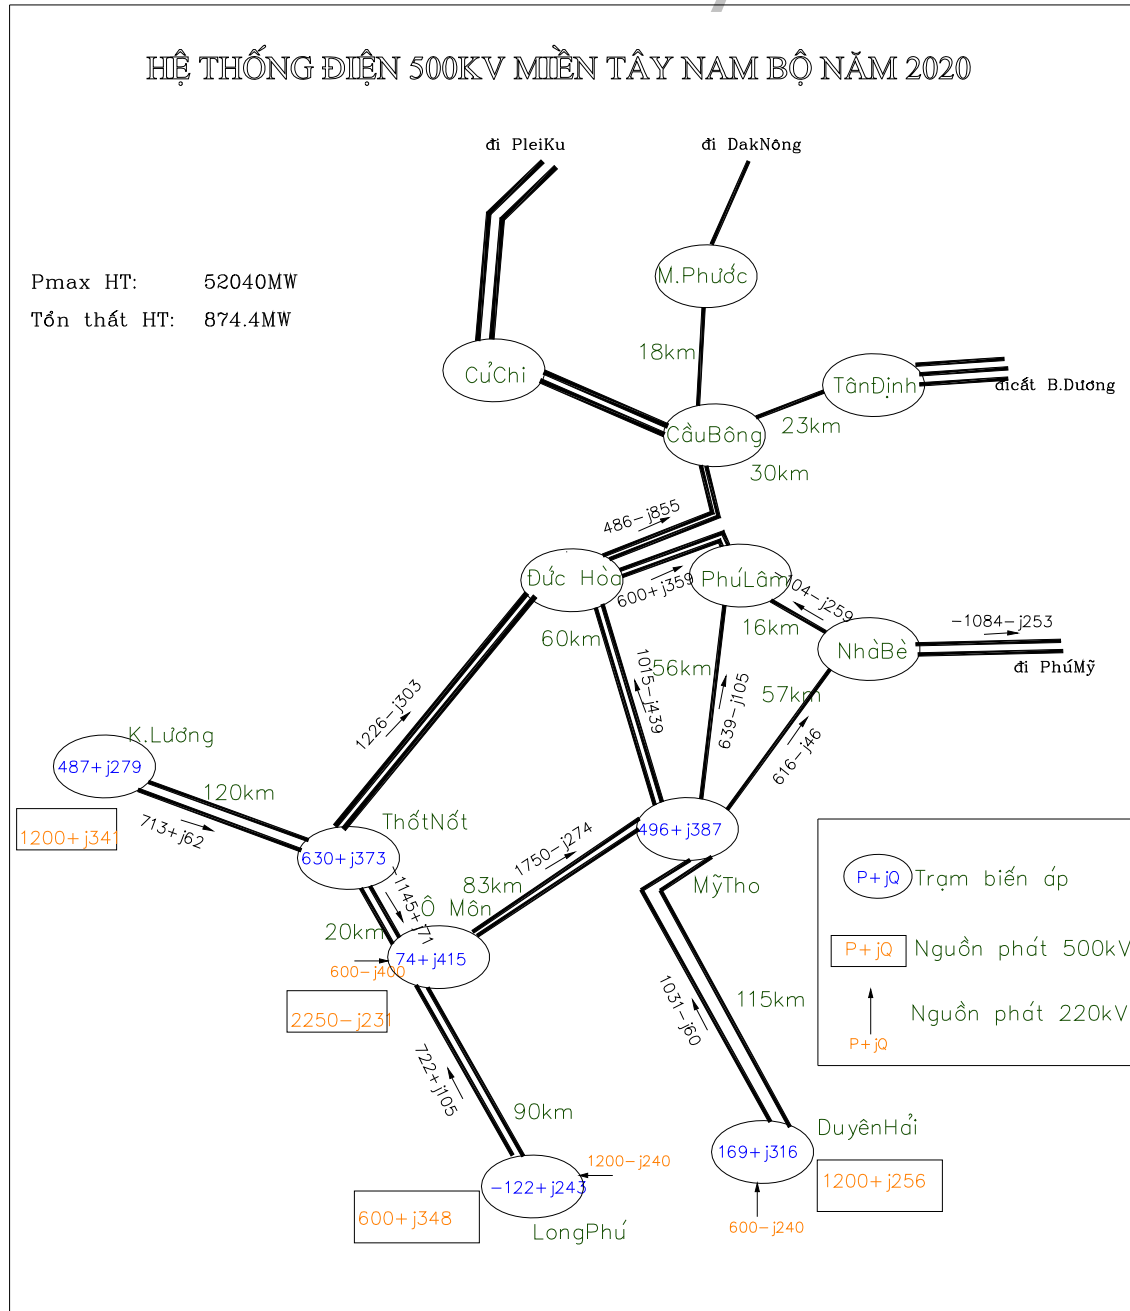 HỆ THỐNG ĐIỆN 500KV MIỀN TÂY NAM BỘ NĂM 2020
đi PleiKu
đi DakNông
M.Phước
Pmax HT: 52040MW
Tổn thất HT: 874.4MW
18km
CủChi
TânĐịnh
đicắt B.Dương
23km
CầuBông
30km
486-j855
Đức Hòa
600+j359
PhúLâm
-104-j259
16km
60km
56km
NhàBè
-1084-j253
đi PhúMỹ
1015-j439
57km
639-j105
616-j46
1226-j303
K.Lương
487+j279
120km
713+j62
1200+j341
ThốtNốt
630+j373
496+j387
MỹTho
1750-j274
83km
-1145+j71
Ô Môn
20km
74+j415
600-j400
2250-j231
P+jQ Trạm biến áp
P+jQ Nguồn phát 500kV
Nguồn phát 220kV
P+jQ
1031-j60
115km
722+j105
90km
DuyênHải
169+j316
1200+j256
600-j240
1200-j240
-122+j243
600+j348
LongPhú